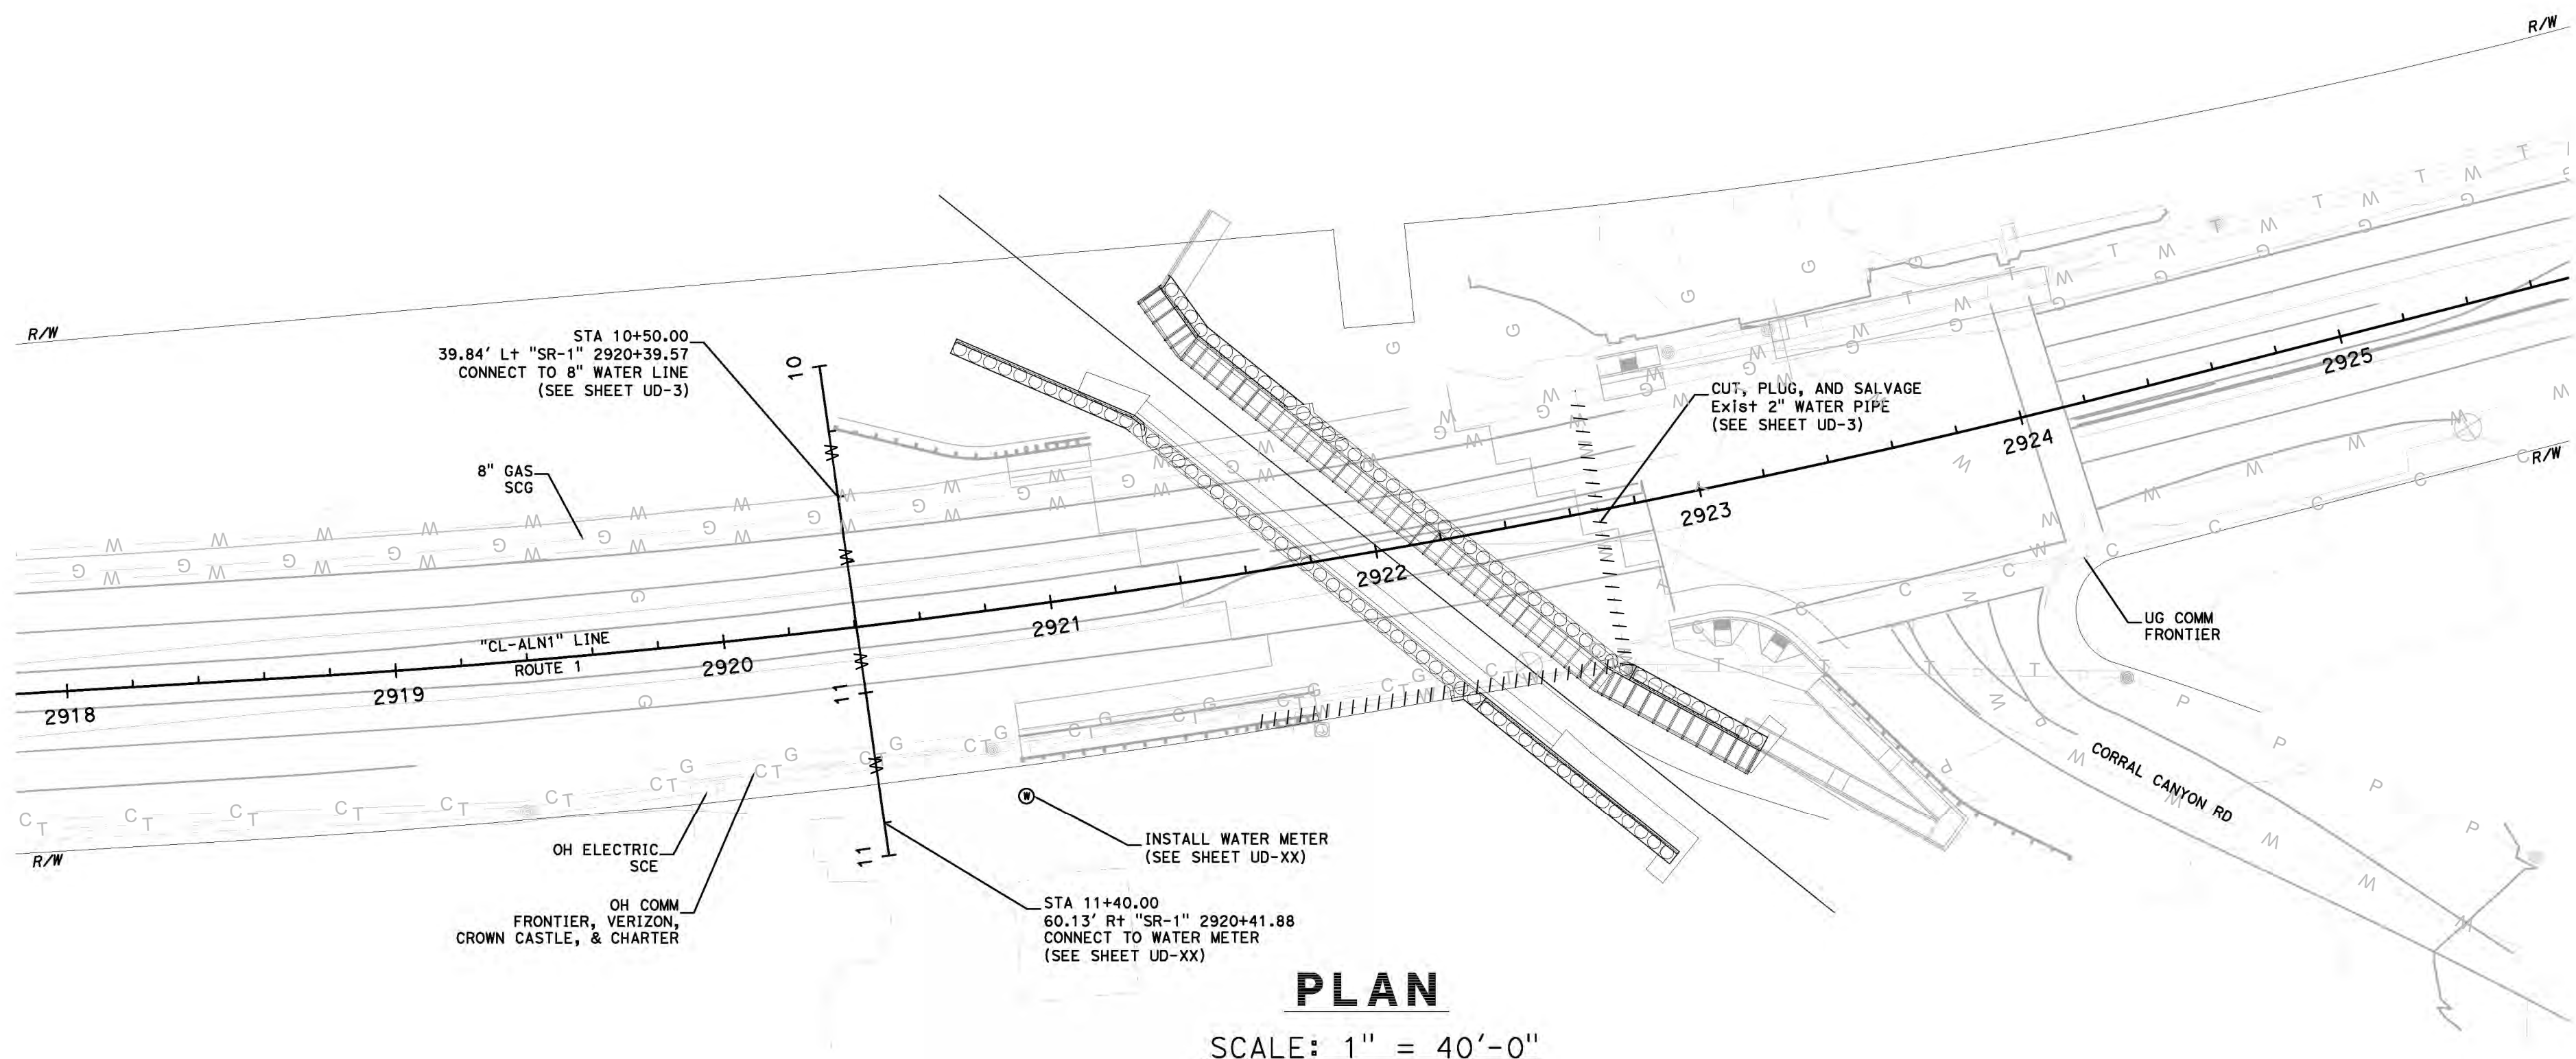 R/W
R/W
STA 10+50.00
39.84' Lt "SR-1" 2920+39.57
CONNECT TO 8" WATER LINE
(SEE SHEET UD-3)
10
8" GAS
SCG
CUT, PLUG, AND SALVAGE
Exist 2" WATER PIPE
(SEE SHEET UD-3)
2918
2919
2920
2921
2922
2923
2924
2925
"CL-ALN1" LINE
ROUTE 1
11
11
R/W
R/W
UG COMM
FRONTIER
CORRAL CANYON RD
W
INSTALL WATER METER
(SEE SHEET UD-XX)
OH ELECTRIC
SCE
OH COMM
FRONTIER, VERIZON,
CROWN CASTLE, & CHARTER
STA 11+40.00
60.13' Rt "SR-1" 2920+41.88
CONNECT TO WATER METER
(SEE SHEET UD-XX)
PLAN
SCALE: 1" = 40'-0"